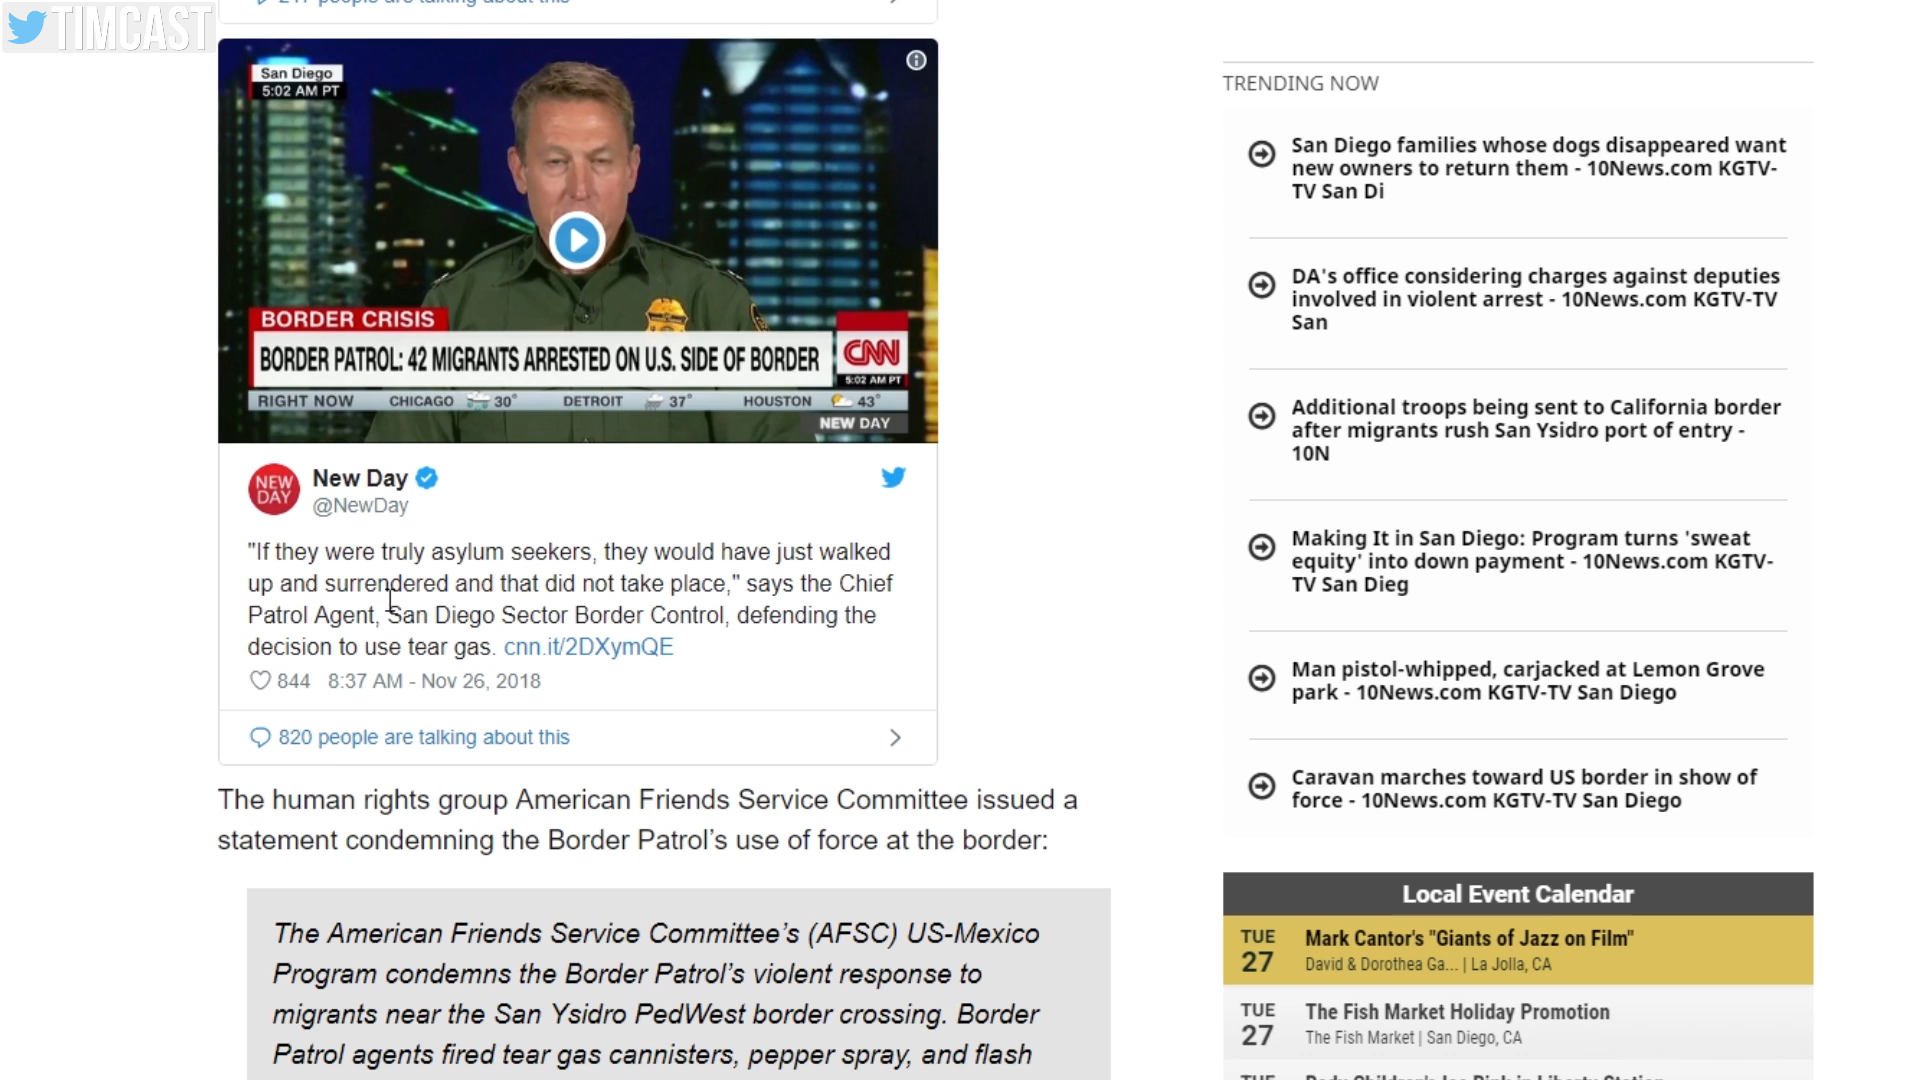 TIMCAST
217 people are talking about this
San Diego
5:02 AM PT
BORDER CRISIS
BORDER PATROL: 42 MIGRANTS ARRESTED ON U.S. SIDE OF BORDER
CNN
5:02 AM PT
RIGHT NOW CHICAGO 30° DETROIT 37° HOUSTON 43°
NEW DAY
NEW DAY
New Day
@NewDay
"If they were truly asylum seekers, they would have just walked
up and surrendered and that did not take place," says the Chief
Patrol Agent, San Diego Sector Border Control, defending the
decision to use tear gas. cnn.it/2DXymQE
844 8:37 AM - Nov 26, 2018
820 people are talking about this
The human rights group American Friends Service Committee issued a
statement condemning the Border Patrol’s use of force at the border:
The American Friends Service Committee’s (AFSC) US-Mexico
Program condemns the Border Patrol’s violent response to
migrants near the San Ysidro PedWest border crossing. Border
Patrol agents fired tear gas cannisters, pepper spray, and flash
TRENDING NOW
San Diego families whose dogs disappeared want
new owners to return them - 10News.com KGTV-
TV San Di
DA's office considering charges against deputies
involved in violent arrest - 10News.com KGTV-TV
San
Additional troops being sent to California border
after migrants rush San Ysidro port of entry -
10N
Making It in San Diego: Program turns 'sweat
equity' into down payment - 10News.com KGTV-
TV San Dieg
Man pistol-whipped, carjacked at Lemon Grove
park - 10News.com KGTV-TV San Diego
Caravan marches toward US border in show of
force - 10News.com KGTV-TV San Diego
Local Event Calendar
TUE
27
Mark Cantor's "Giants of Jazz on Film"
David & Dorothea Ga... | La Jolla, CA
TUE
27
The Fish Market Holiday Promotion
The Fish Market | San Diego, CA
TUE